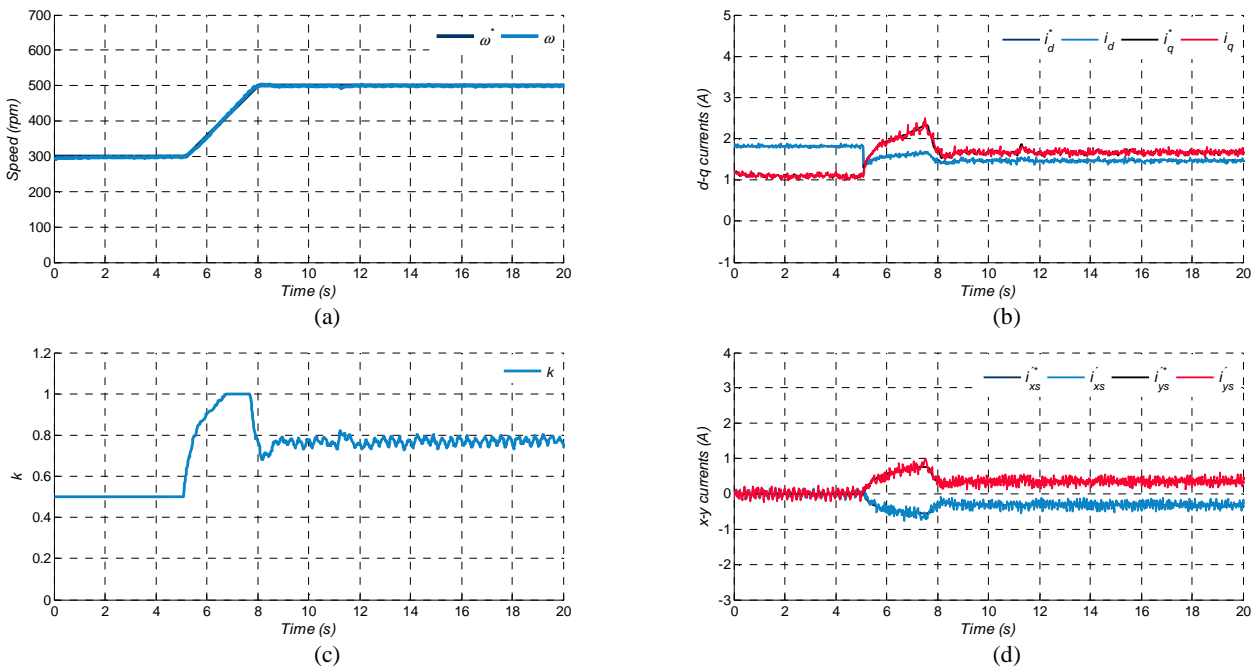 700
600
500
400
300
200
100
0
Speed (rpm)
ω* ω
0 2 4 6 8 10 12 14 16 18 20
Time (s)
(a)
5
4
3
2
1
0
-1
d-q currents (A)
i*d id i*q iq
0 2 4 6 8 10 12 14 16 18 20
Time (s)
(b)
1.2
1
0.8
0.6
0.4
0.2
0
k
k
0 2 4 6 8 10 12 14 16 18 20
Time (s)
(c)
4
3
2
1
0
-1
-2
-3
x-y currents (A)
i'*xs i'xs i'*ys i'ys
0 2 4 6 8 10 12 14 16 18 20
Time (s)
(d)